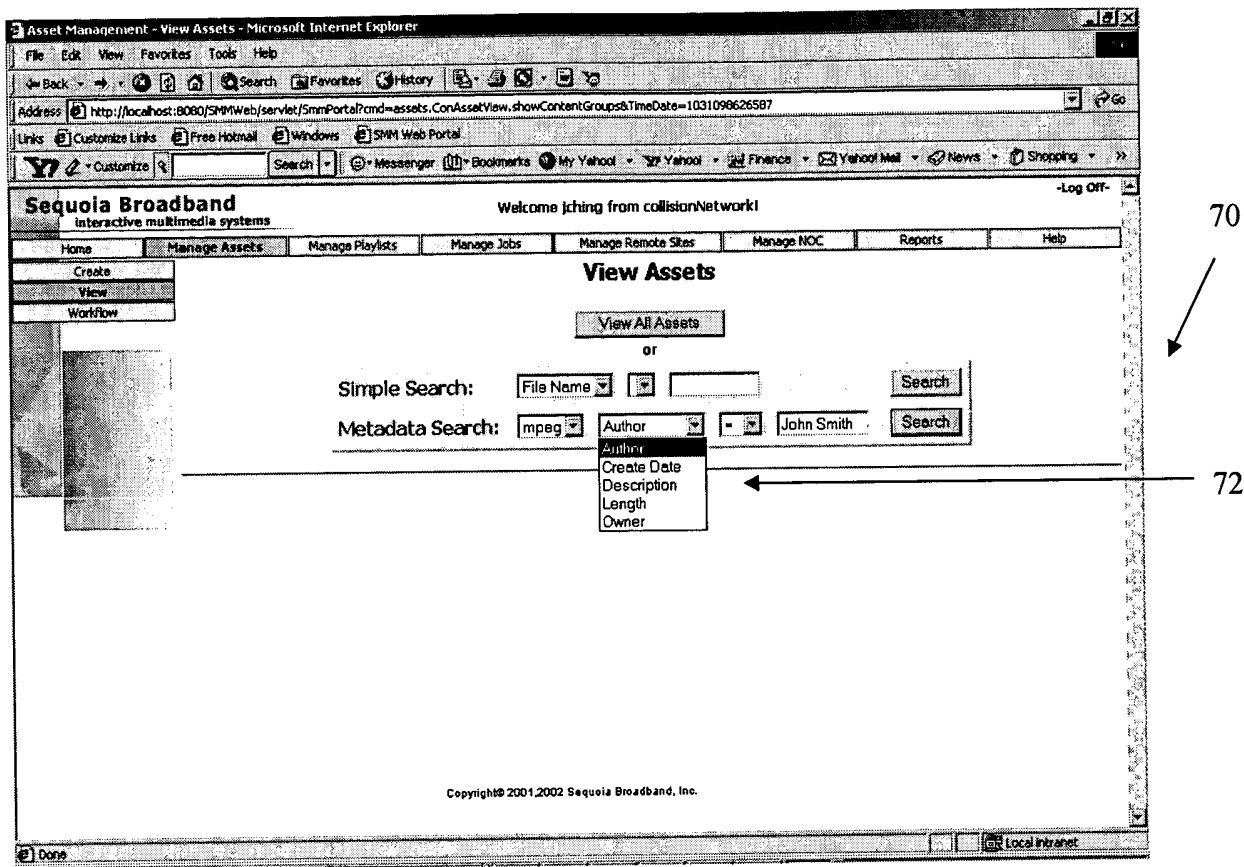 Asset Management - View Assets - Microsoft Internet Explorer
File Edit View Favorites Tools Help
Back Search Favorites History
Address http://localhost:8080/SMMWeb/servlet/SmmPortal?cmd=assets.ConAssetView.showContentGroups&TimeDate=1031098626587 Go
Links Customize Links Free Hotmail Windows SMM Web Portal
Y? Customize Search Messenger Bookmarks My Yahoo! Yahoo! Finance Yahoo! Mail News Shopping »
-Log Off-
Sequoia Broadband
interactive multimedia systems
Welcome jching from collisionNetwork!
Home Manage Assets Manage Playlists Manage Jobs Manage Remote Sites Manage NOC Reports Help
Create
View
Workflow
View Assets
View All Assets
or
Simple Search: File Name Search
Metadata Search: mpeg Author = John Smith Search
Author
Create Date
Description
Length
Owner
70
72
Copyright© 2001,2002 Sequoia Broadband, Inc.
Done Local intranet